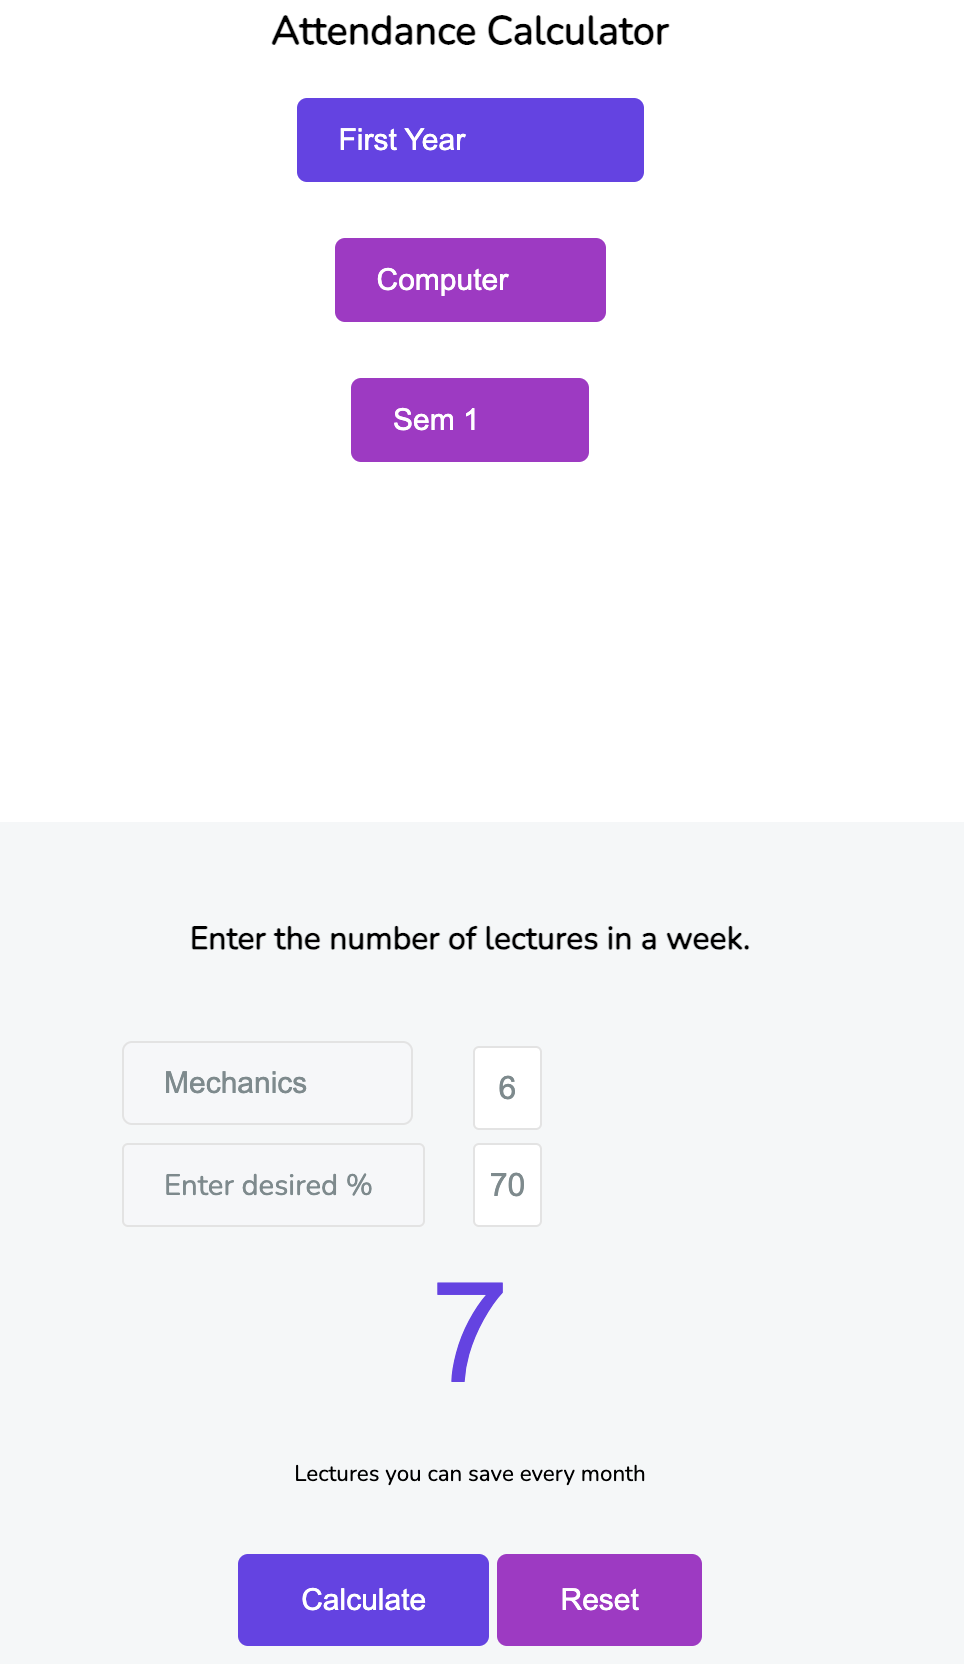 Attendance Calculator
First Year
Computer
Sem 1
Enter the number of lectures in a week.
Mechanics 6
Enter desired % 70
7
Lectures you can save every month
Calculate Reset